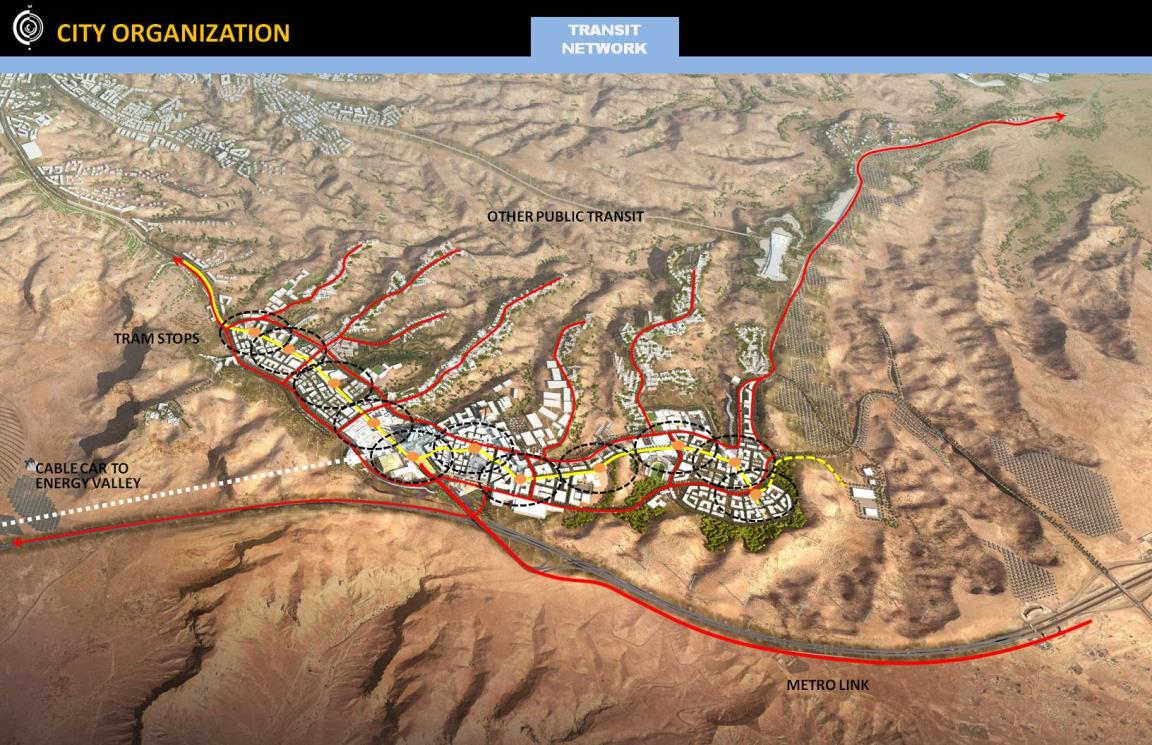 CITY ORGANIZATION
TRANSIT
NETWORK
OTHER PUBLIC TRANSIT
TRAM STOPS
CABLE CAR TO
ENERGY VALLEY
METRO LINK